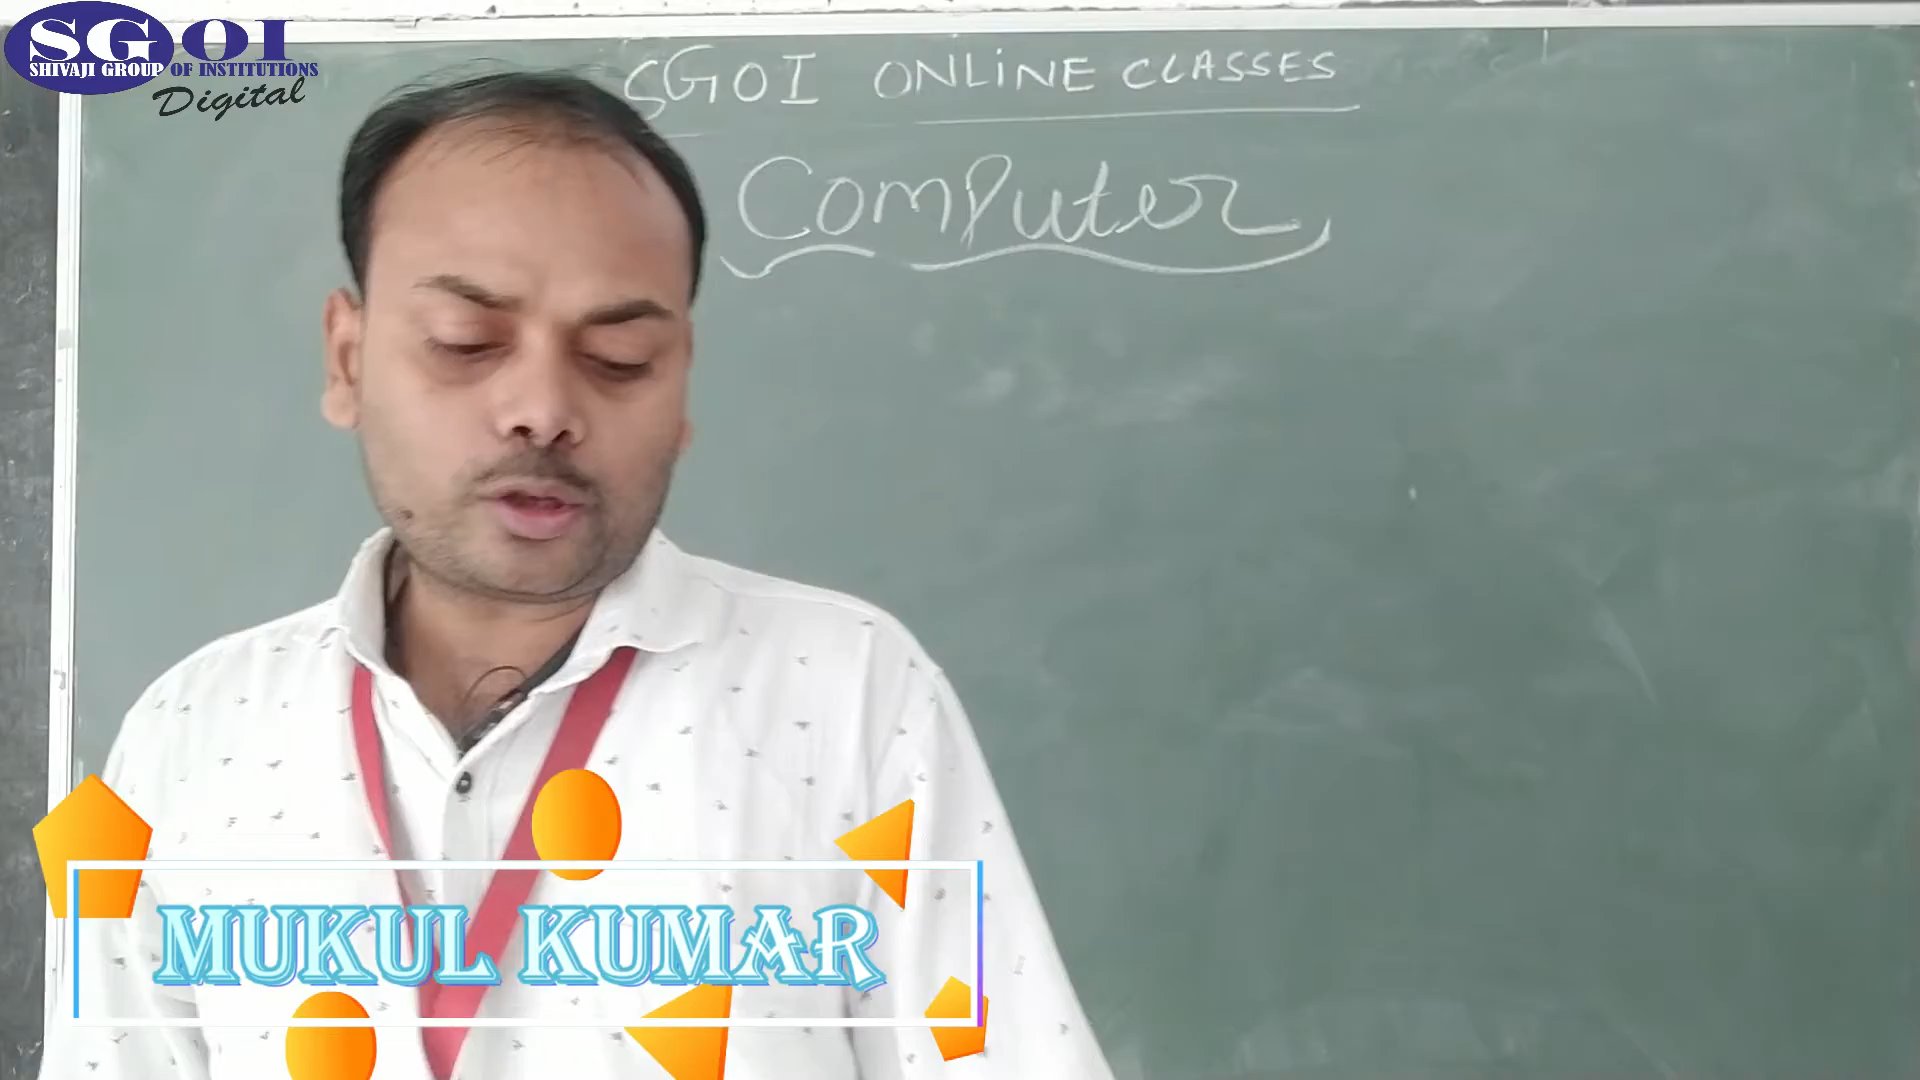 SGOI
SHIVAJI GROUP OF INSTITUTIONS
Digital
SGOI ONLINE CLASSES
Computer
MUKUL KUMAR